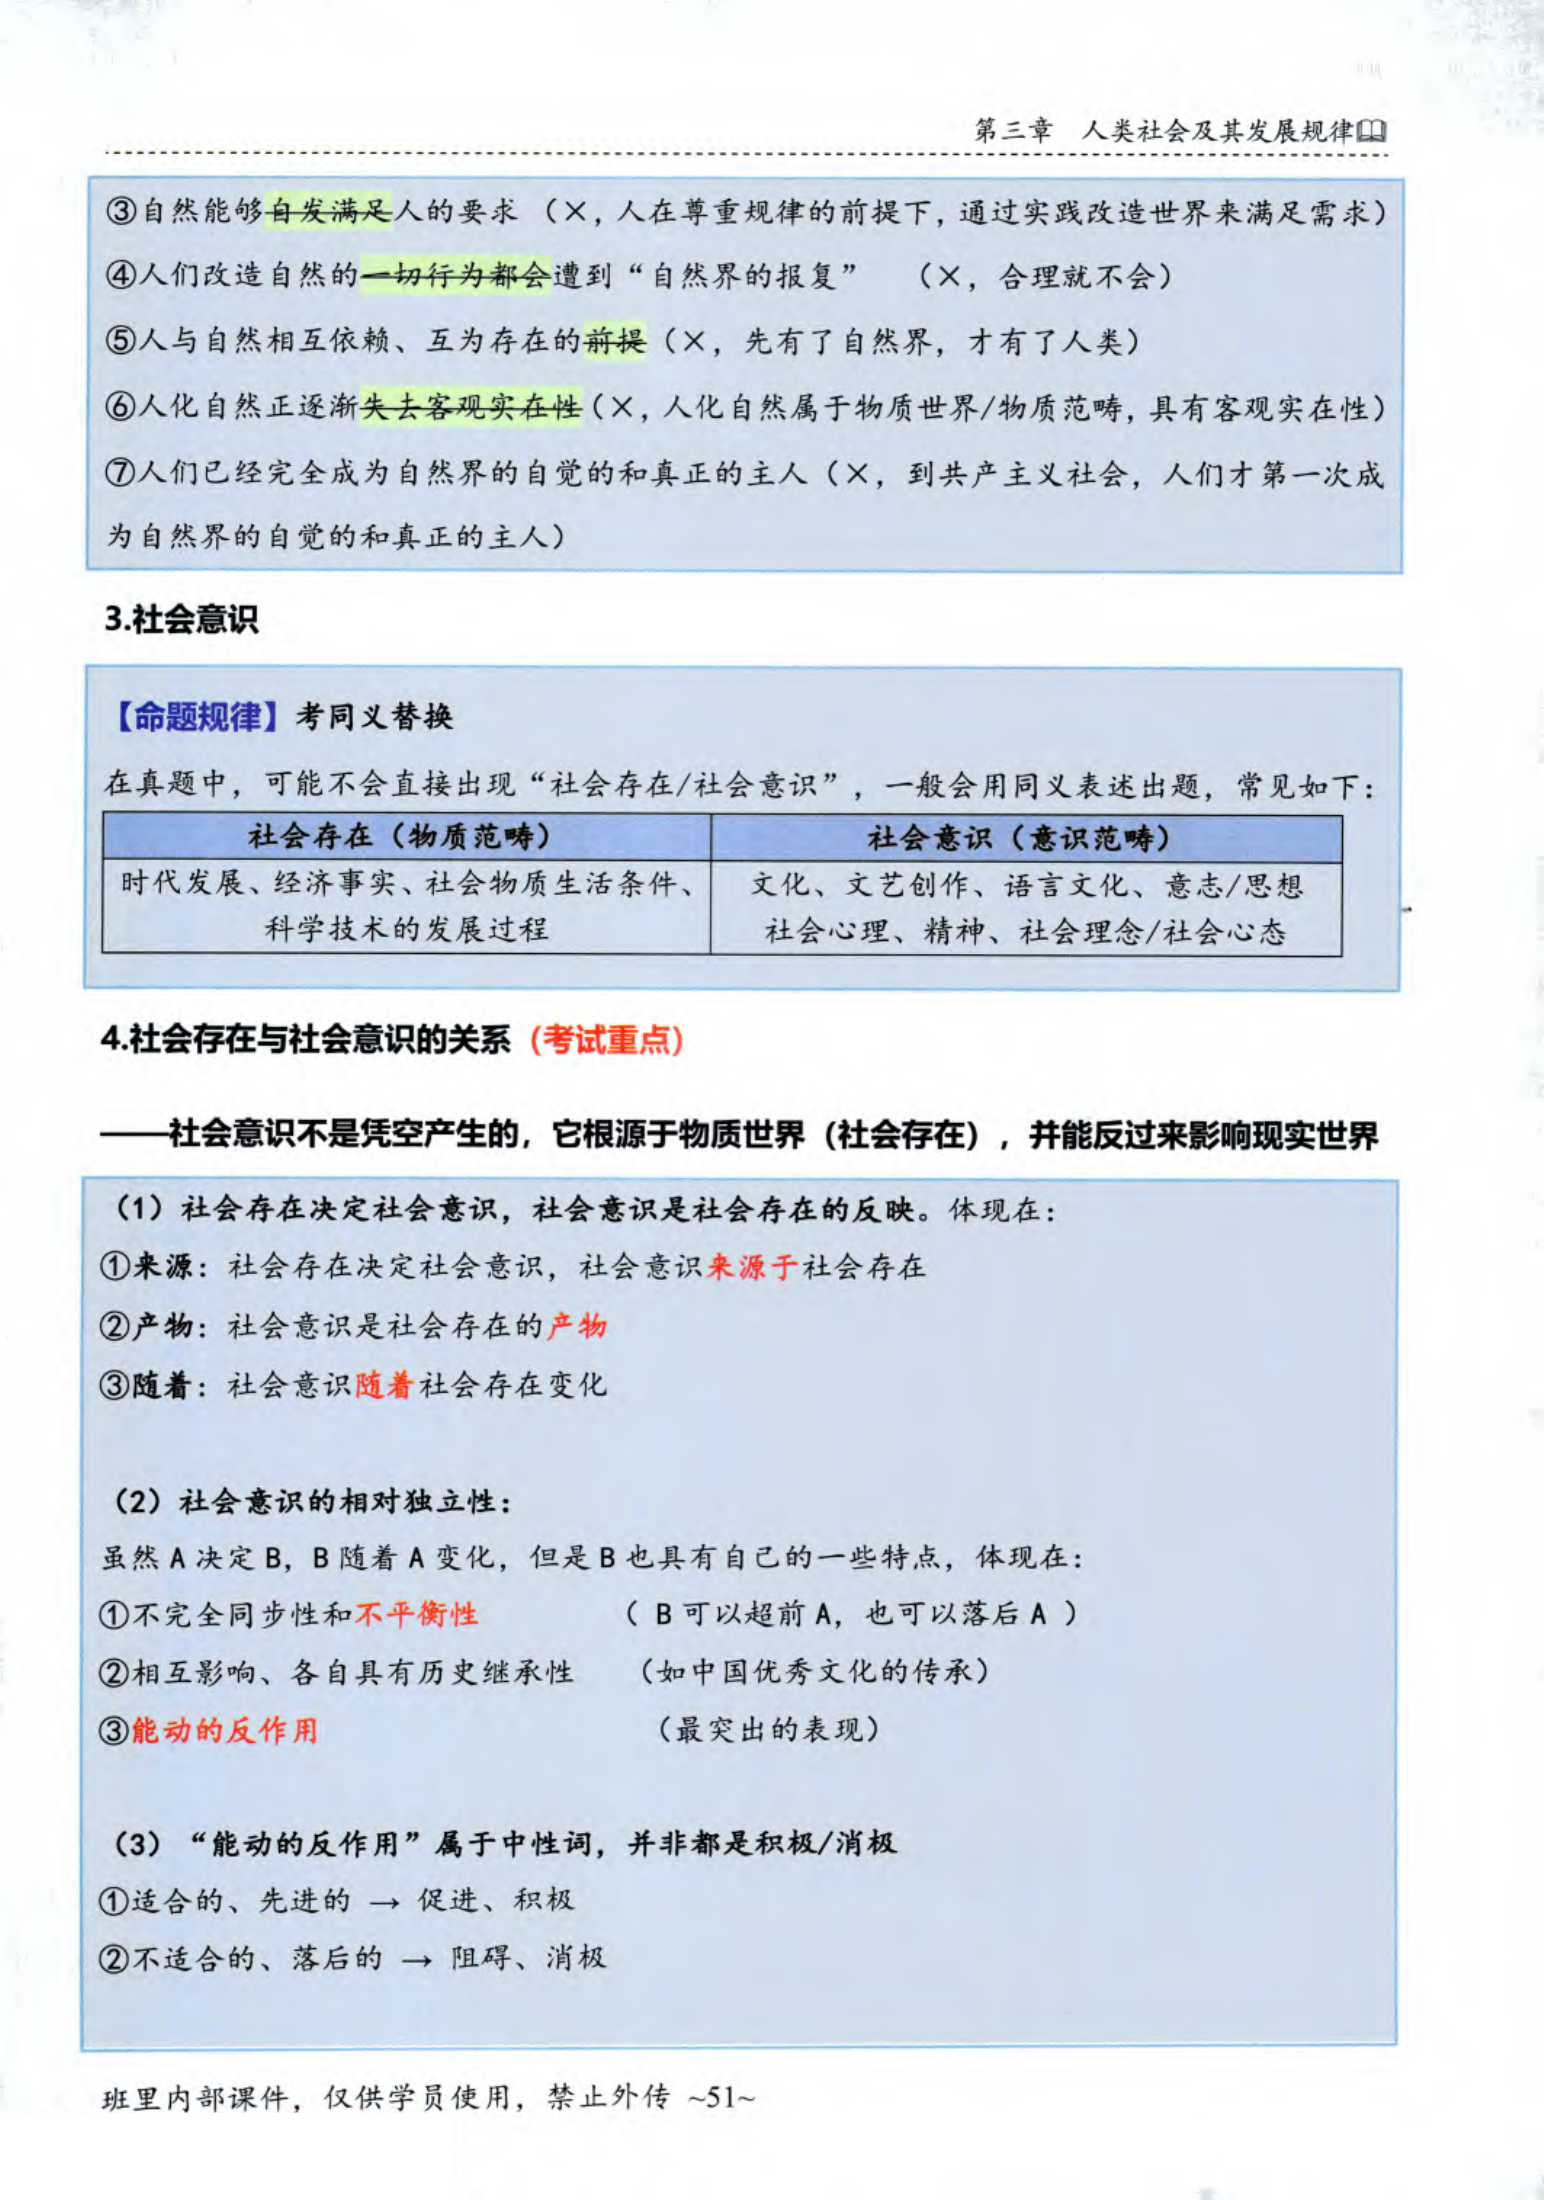 第三章 人类社会及其发展规律
③自然能够自发满足人的要求（×，人在尊重规律的前提下，通过实践改造世界来满足需求）
④人们改造自然的一切行为都会遭到“自然界的报复” （×，合理就不会）
⑤人与自然相互依赖、互为存在的前提（×，先有了自然界，才有了人类）
⑥人化自然正逐渐失去客观实在性（×，人化自然属于物质世界/物质范畴，具有客观实在性）
⑦人们已经完全成为自然界的自觉的和真正的主人（×，到共产主义社会，人们才第一次成
为自然界的自觉的和真正的主人）
3.社会意识
【命题规律】考同义替换
在真题中，可能不会直接出现“社会存在/社会意识”，一般会用同义表述出题，常见如下：
社会存在（物质范畴） 社会意识（意识范畴）
时代发展、经济事实、社会物质生活条件、 文化、文艺创作、语言文化、意志/思想
科学技术的发展过程 社会心理、精神、社会理念/社会心态
4.社会存在与社会意识的关系（考试重点）
——社会意识不是凭空产生的，它根源于物质世界（社会存在），并能反过来影响现实世界
（1）社会存在决定社会意识，社会意识是社会存在的反映。体现在：
①来源：社会存在决定社会意识，社会意识来源于社会存在
②产物：社会意识是社会存在的产物
③随着：社会意识随着社会存在变化
（2）社会意识的相对独立性：
虽然 A 决定 B，B 随着 A 变化，但是 B 也具有自己的一些特点，体现在：
①不完全同步性和不平衡性 （ B 可以超前 A，也可以落后 A ）
②相互影响、各自具有历史继承性 （如中国优秀文化的传承）
③能动的反作用 （最突出的表现）
（3）“能动的反作用”属于中性词，并非都是积极/消极
①适合的、先进的 → 促进、积极
②不适合的、落后的 → 阻碍、消极
班里内部课件，仅供学员使用，禁止外传 ~51~